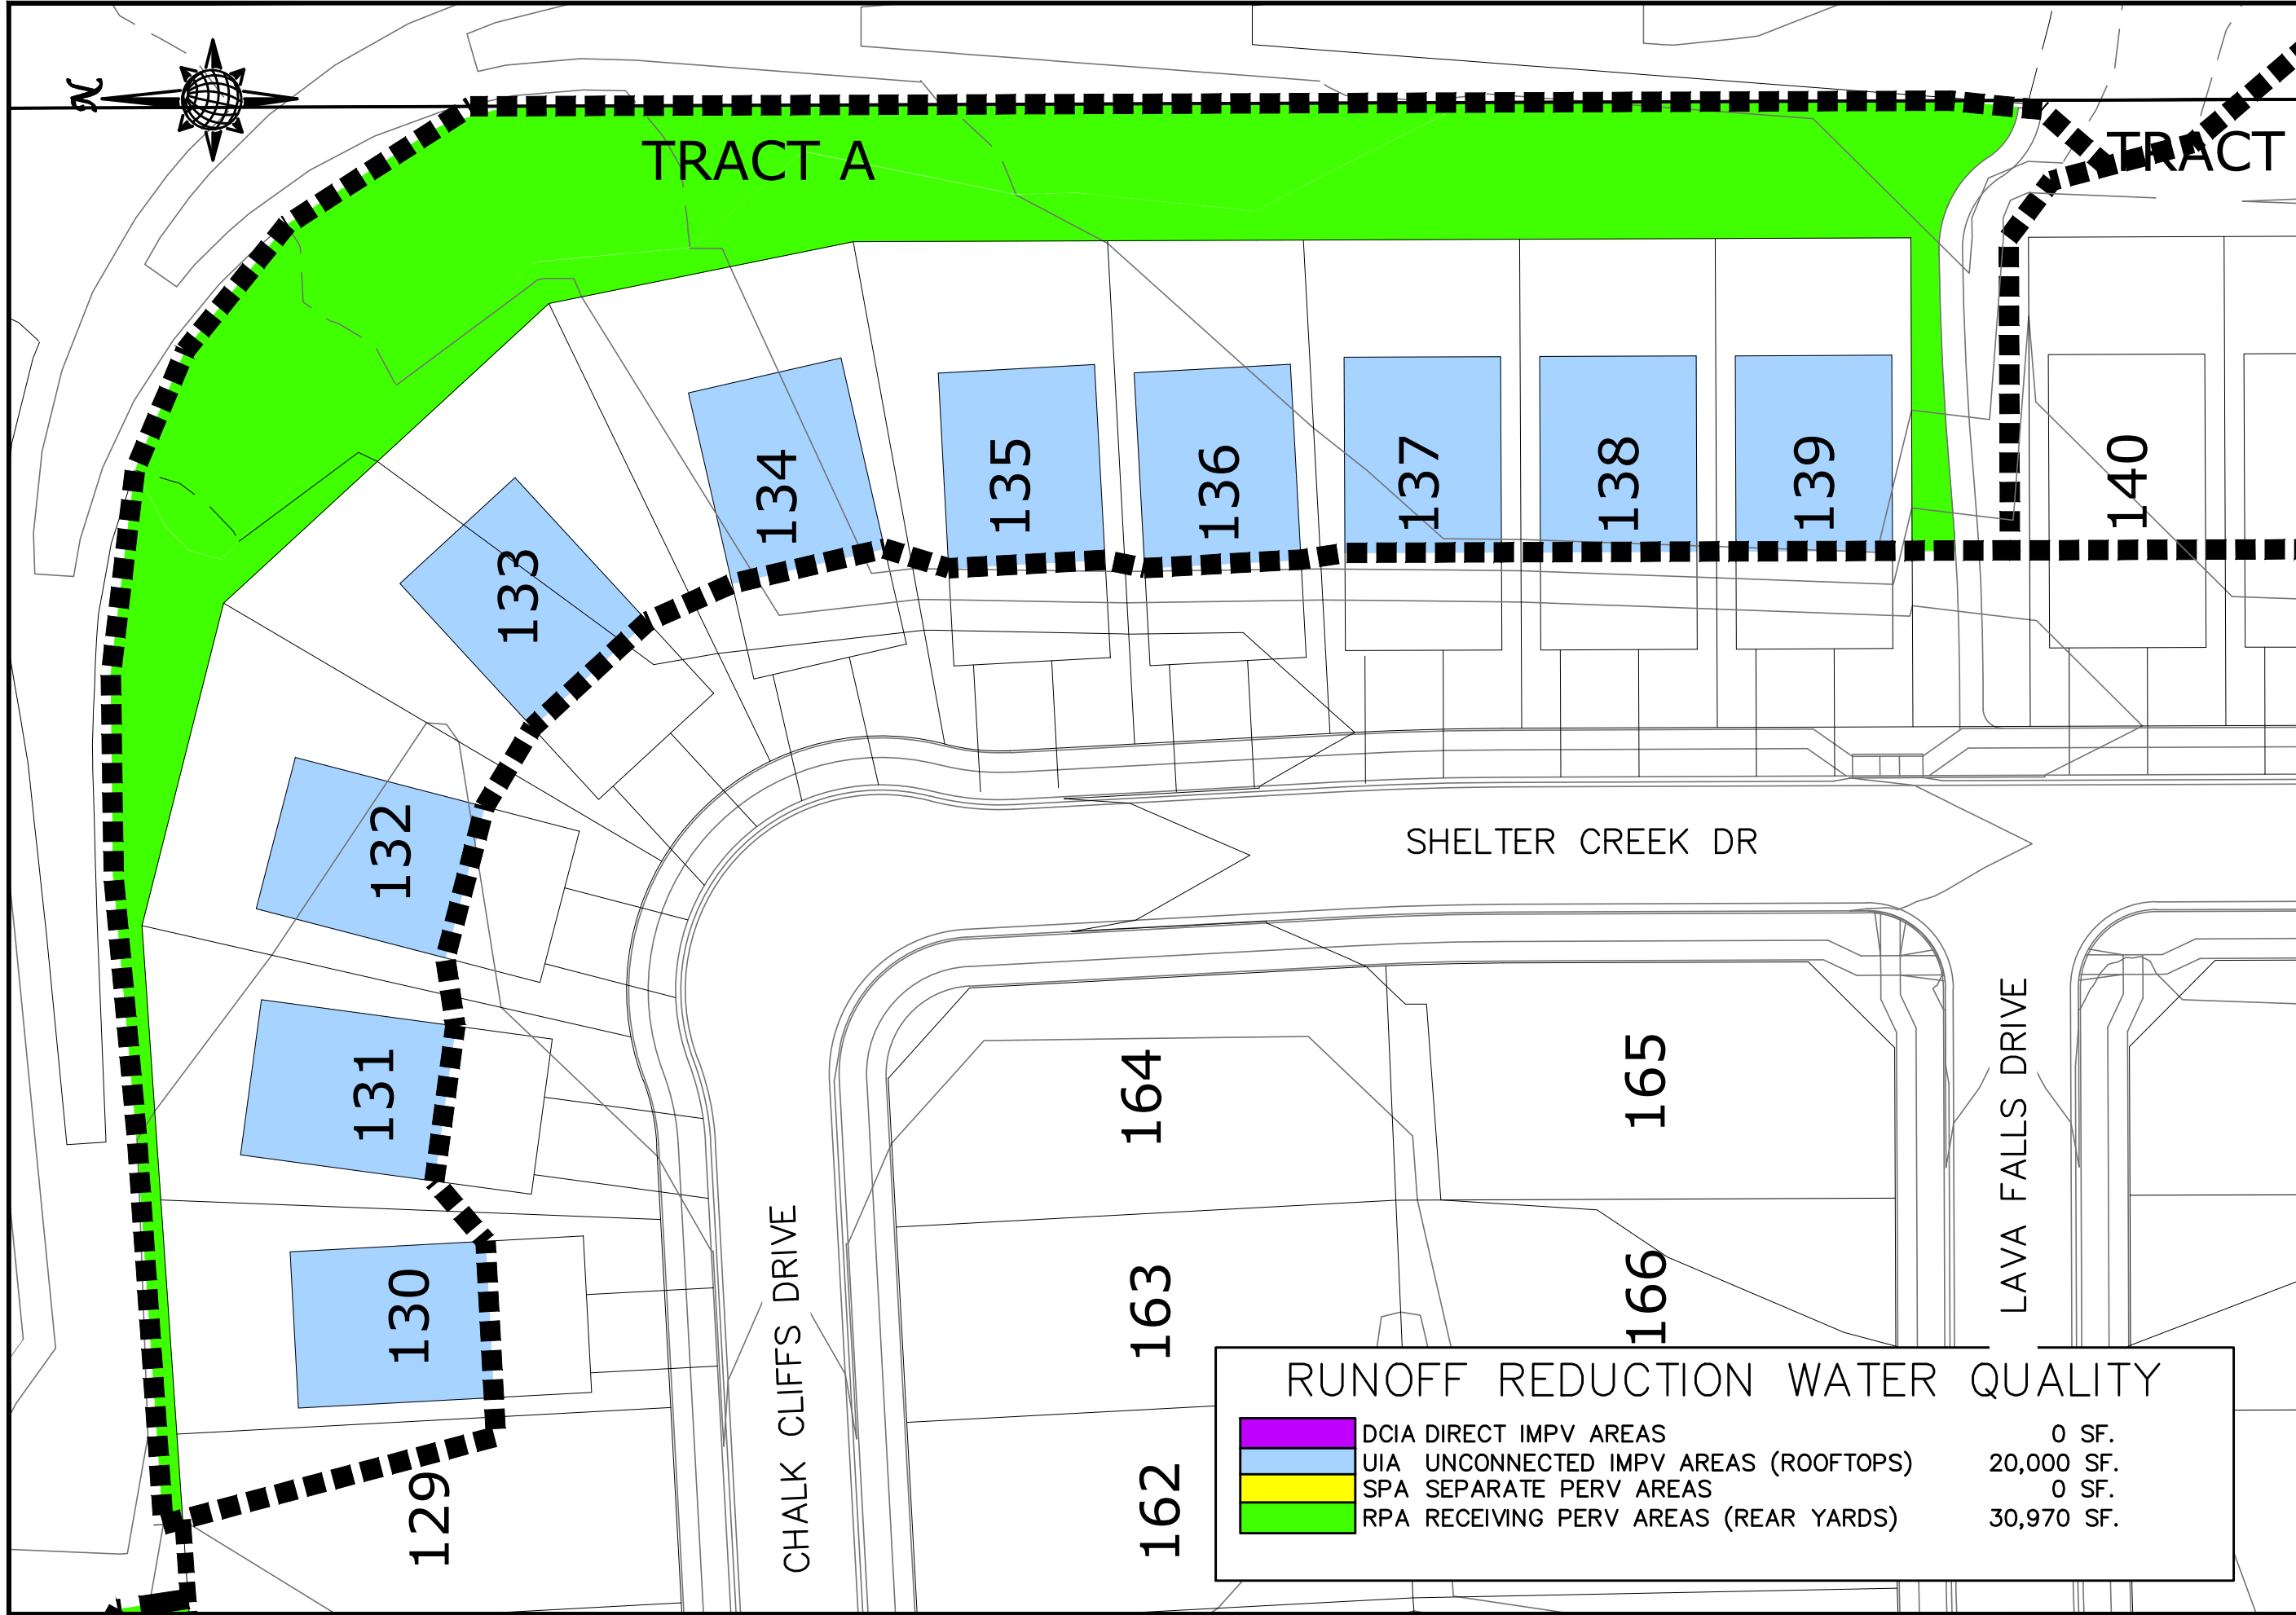 N
TRACT A
TRACT
134
135
136
137
138
139
140
133
132
131
130
129
SHELTER CREEK DR
CHALK CLIFFS DRIVE
LAVA FALLS DRIVE
164
165
163
166
162
RUNOFF REDUCTION WATER QUALITY
DCIA DIRECT IMPV AREAS 0 SF.
UIA UNCONNECTED IMPV AREAS (ROOFTOPS) 20,000 SF.
SPA SEPARATE PERV AREAS 0 SF.
RPA RECEIVING PERV AREAS (REAR YARDS) 30,970 SF.